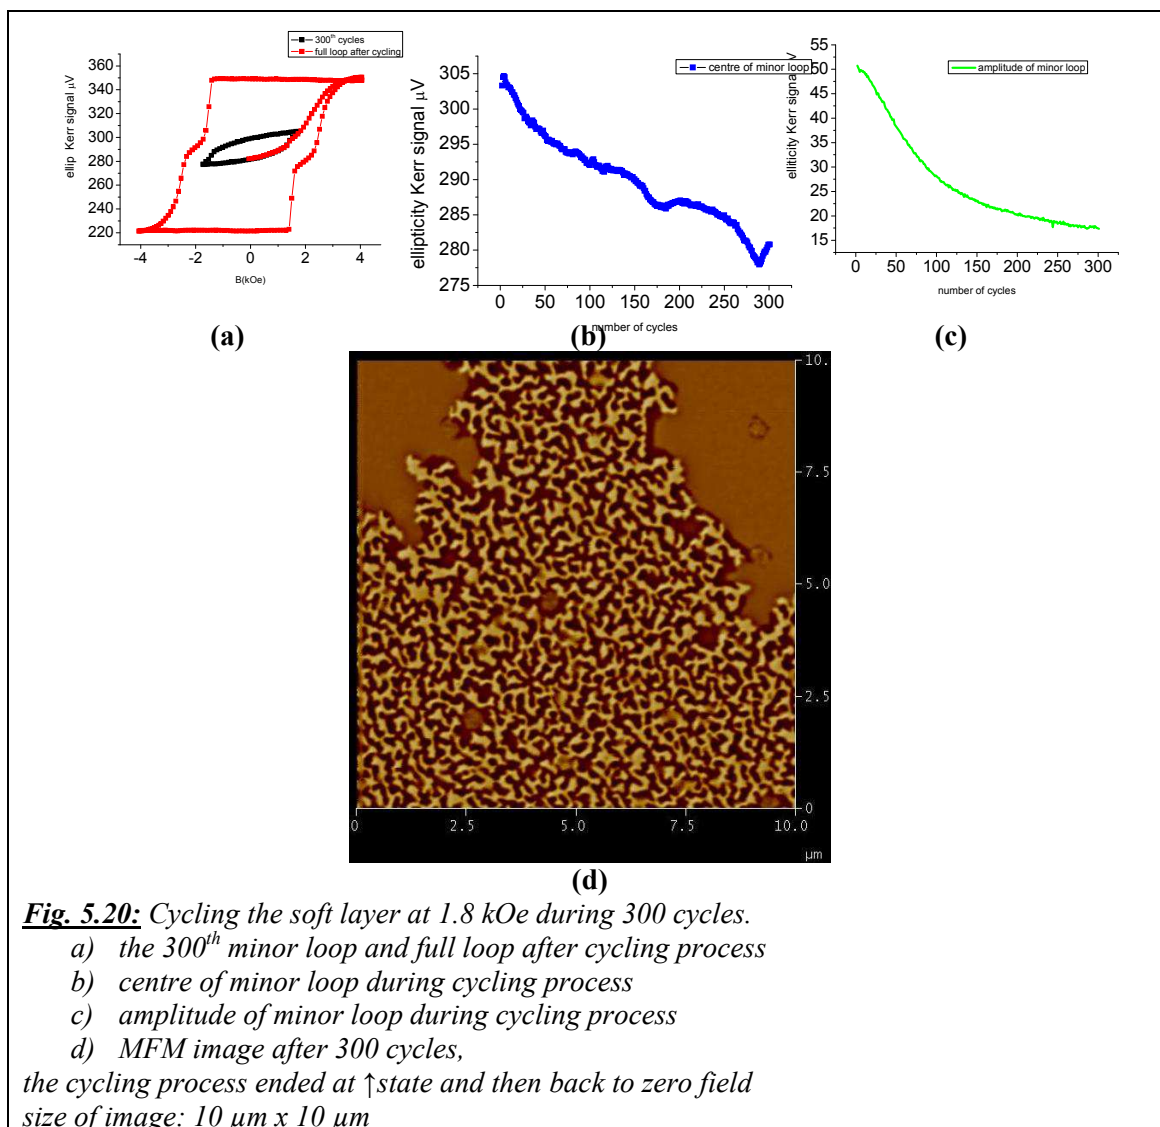 300th cycles
full loop after cycling
360
340
320
300
280
260
240
220
ellip Kerr signal µV
-4 -2 0 2 4
B(kOe)
(a)
centre of minor loop
305
300
295
290
285
280
275
ellipticity Kerr signal µV
0 50 100 150 200 250 300
number of cycles
(b)
amplitude of minor loop
55
50
45
40
35
30
25
20
15
elliticity Kerr signal µV
0 50 100 150 200 250 300
number of cycles
(c)
10.
7.5
5.0
2.5
0
0 2.5 5.0 7.5 10.0
µm
(d)
Fig. 5.20: Cycling the soft layer at 1.8 kOe during 300 cycles.
a) the 300th minor loop and full loop after cycling process
b) centre of minor loop during cycling process
c) amplitude of minor loop during cycling process
d) MFM image after 300 cycles,
the cycling process ended at ↑state and then back to zero field
size of image: 10 µm x 10 µm